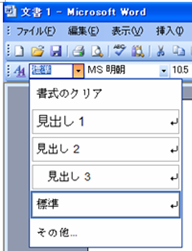 文書 1 - Microsoft Word
ファイル(F) 編集(E) 表示(V) 挿入(I)
標準 MS 明朝 10.5
書式のクリア
見出し 1
見出し 2
見出し 3
標準
その他...